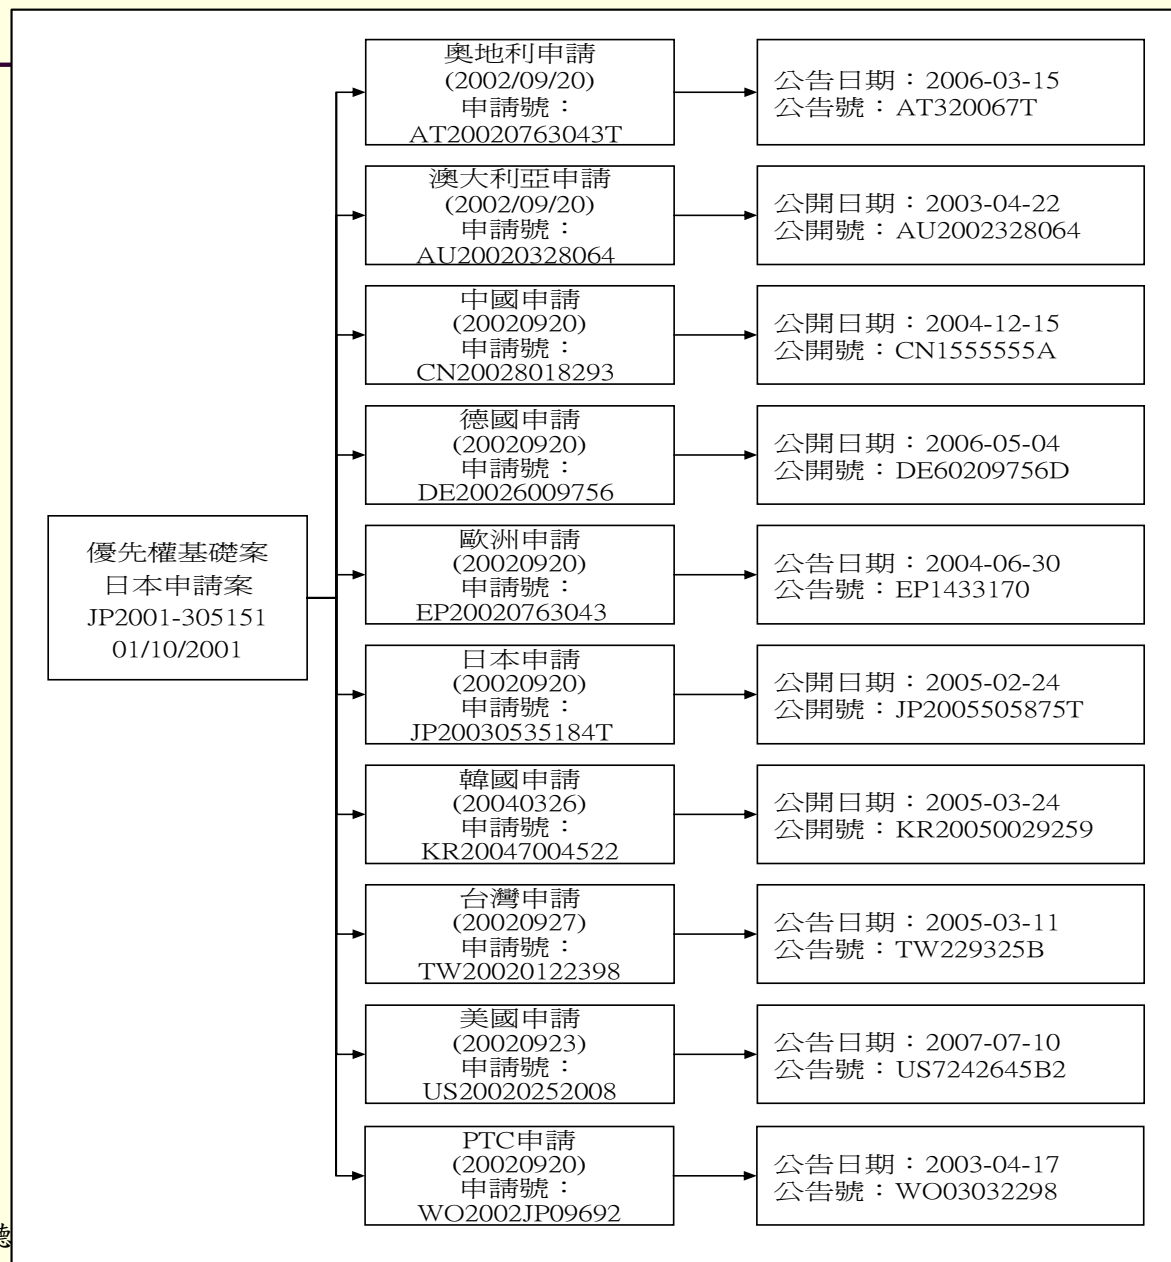 優先權基礎案
日本申請案
JP2001-305151
01/10/2001
奧地利申請
(2002/09/20)
申請號：
AT20020763043T
公告日期：2006-03-15
公告號：AT320067T
澳大利亞申請
(2002/09/20)
申請號：
AU20020328064
公開日期：2003-04-22
公開號：AU2002328064
中國申請
(20020920)
申請號：
CN20028018293
公開日期：2004-12-15
公開號：CN1555555A
德國申請
(20020920)
申請號：
DE20026009756
公開日期：2006-05-04
公開號：DE60209756D
歐洲申請
(20020920)
申請號：
EP20020763043
公告日期：2004-06-30
公告號：EP1433170
日本申請
(20020920)
申請號：
JP20030535184T
公開日期：2005-02-24
公開號：JP2005505875T
韓國申請
(20040326)
申請號：
KR20047004522
公開日期：2005-03-24
公開號：KR20050029259
台灣申請
(20020927)
申請號：
TW20020122398
公告日期：2005-03-11
公告號：TW229325B
美國申請
(20020923)
申請號：
US20020252008
公告日期：2007-07-10
公告號：US7242645B2
PTC申請
(20020920)
申請號：
WO2002JP09692
公告日期：2003-04-17
公告號：WO03032298